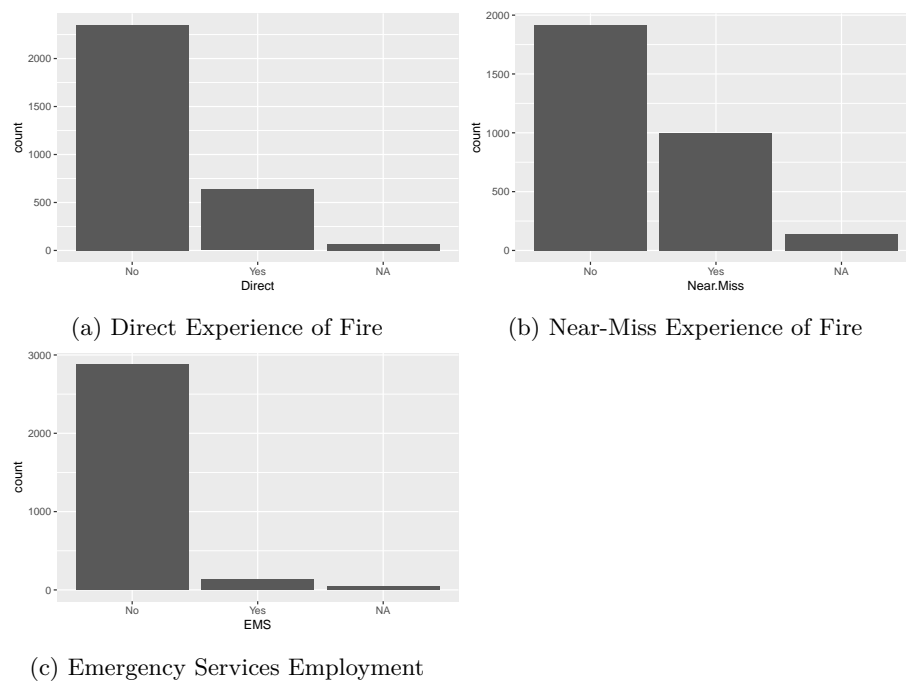 2000
1500
1000
500
0
count
No
Yes
NA
Direct
(a) Direct Experience of Fire
2000
1500
1000
500
0
count
No
Yes
NA
Near.Miss
(b) Near-Miss Experience of Fire
3000
2000
1000
0
count
No
Yes
NA
EMS
(c) Emergency Services Employment